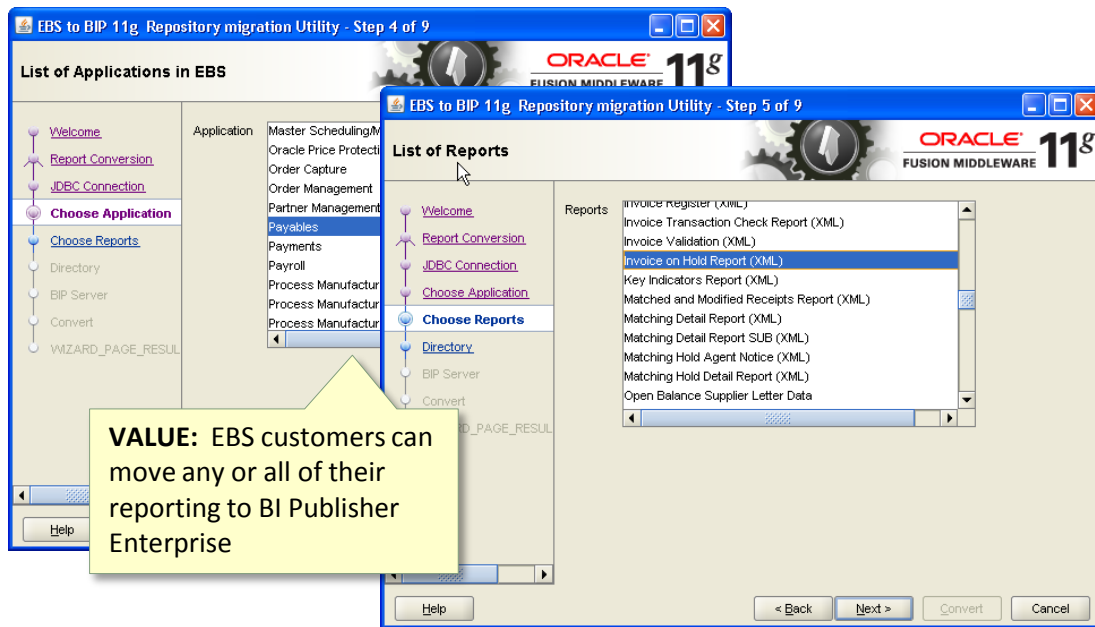 EBS to BIP 11g Repository migration Utility - Step 4 of 9
List of Applications in EBS
ORACLE
11g
FUSION MIDDLEWARE
Welcome
Report Conversion
JDBC Connection
Choose Application
Choose Reports
Directory
BIP Server
Convert
WIZARD_PAGE_RESUL
Application
Master Scheduling/M
Oracle Price Protecti
Order Capture
Order Management
Partner Management
Payables
Payments
Payroll
Process Manufactur
Process Manufactur
Process Manufactur
Help
EBS to BIP 11g Repository migration Utility - Step 5 of 9
List of Reports
ORACLE
FUSION MIDDLEWARE 11g
Welcome
Report Conversion
JDBC Connection
Choose Application
Choose Reports
Directory
BIP Server
Convert
RD_PAGE_RESUL
Reports
Invoice Register (XML)
Invoice Transaction Check Report (XML)
Invoice Validation (XML)
Invoice on Hold Report (XML)
Key Indicators Report (XML)
Matched and Modified Receipts Report (XML)
Matching Detail Report (XML)
Matching Detail Report SUB (XML)
Matching Hold Agent Notice (XML)
Matching Hold Detail Report (XML)
Open Balance Supplier Letter Data
Help
< Back Next > Convert Cancel
VALUE: EBS customers can
move any or all of their
reporting to BI Publisher
Enterprise